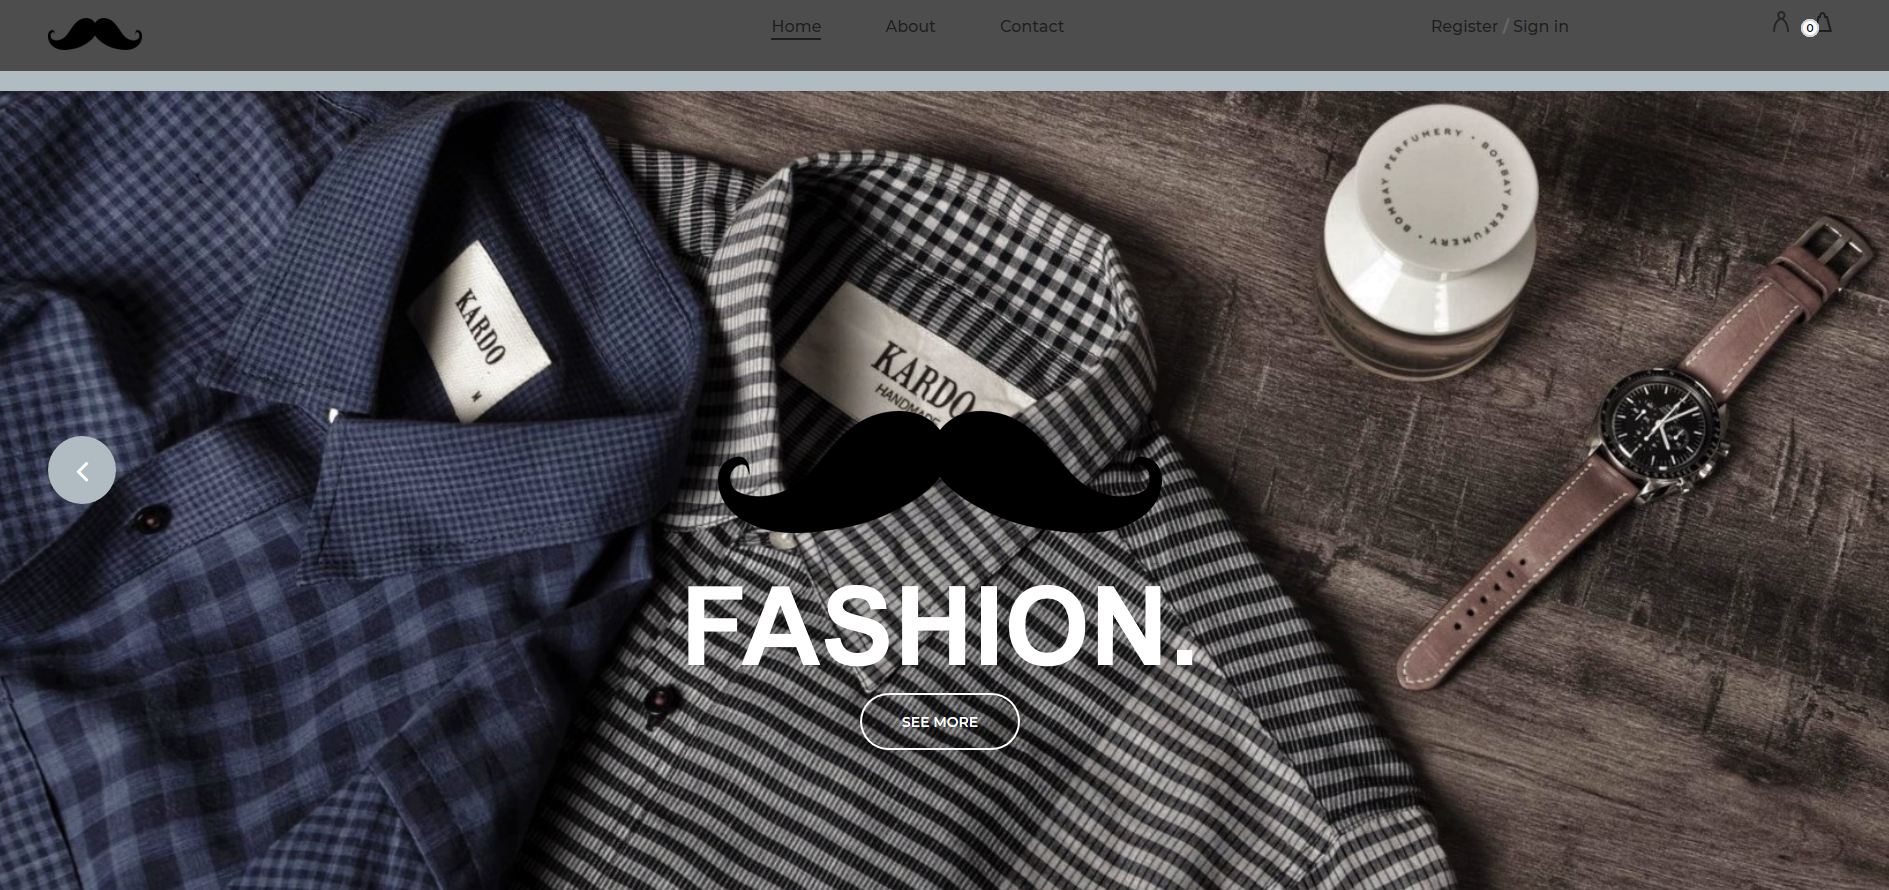 Home
About
Contact
Register / Sign in
0
BOMBAY PERFUMERY • BOMBAY PERFUMERY •
KARDO
M
KARDO
HANDMADE
FASHION.
SEE MORE